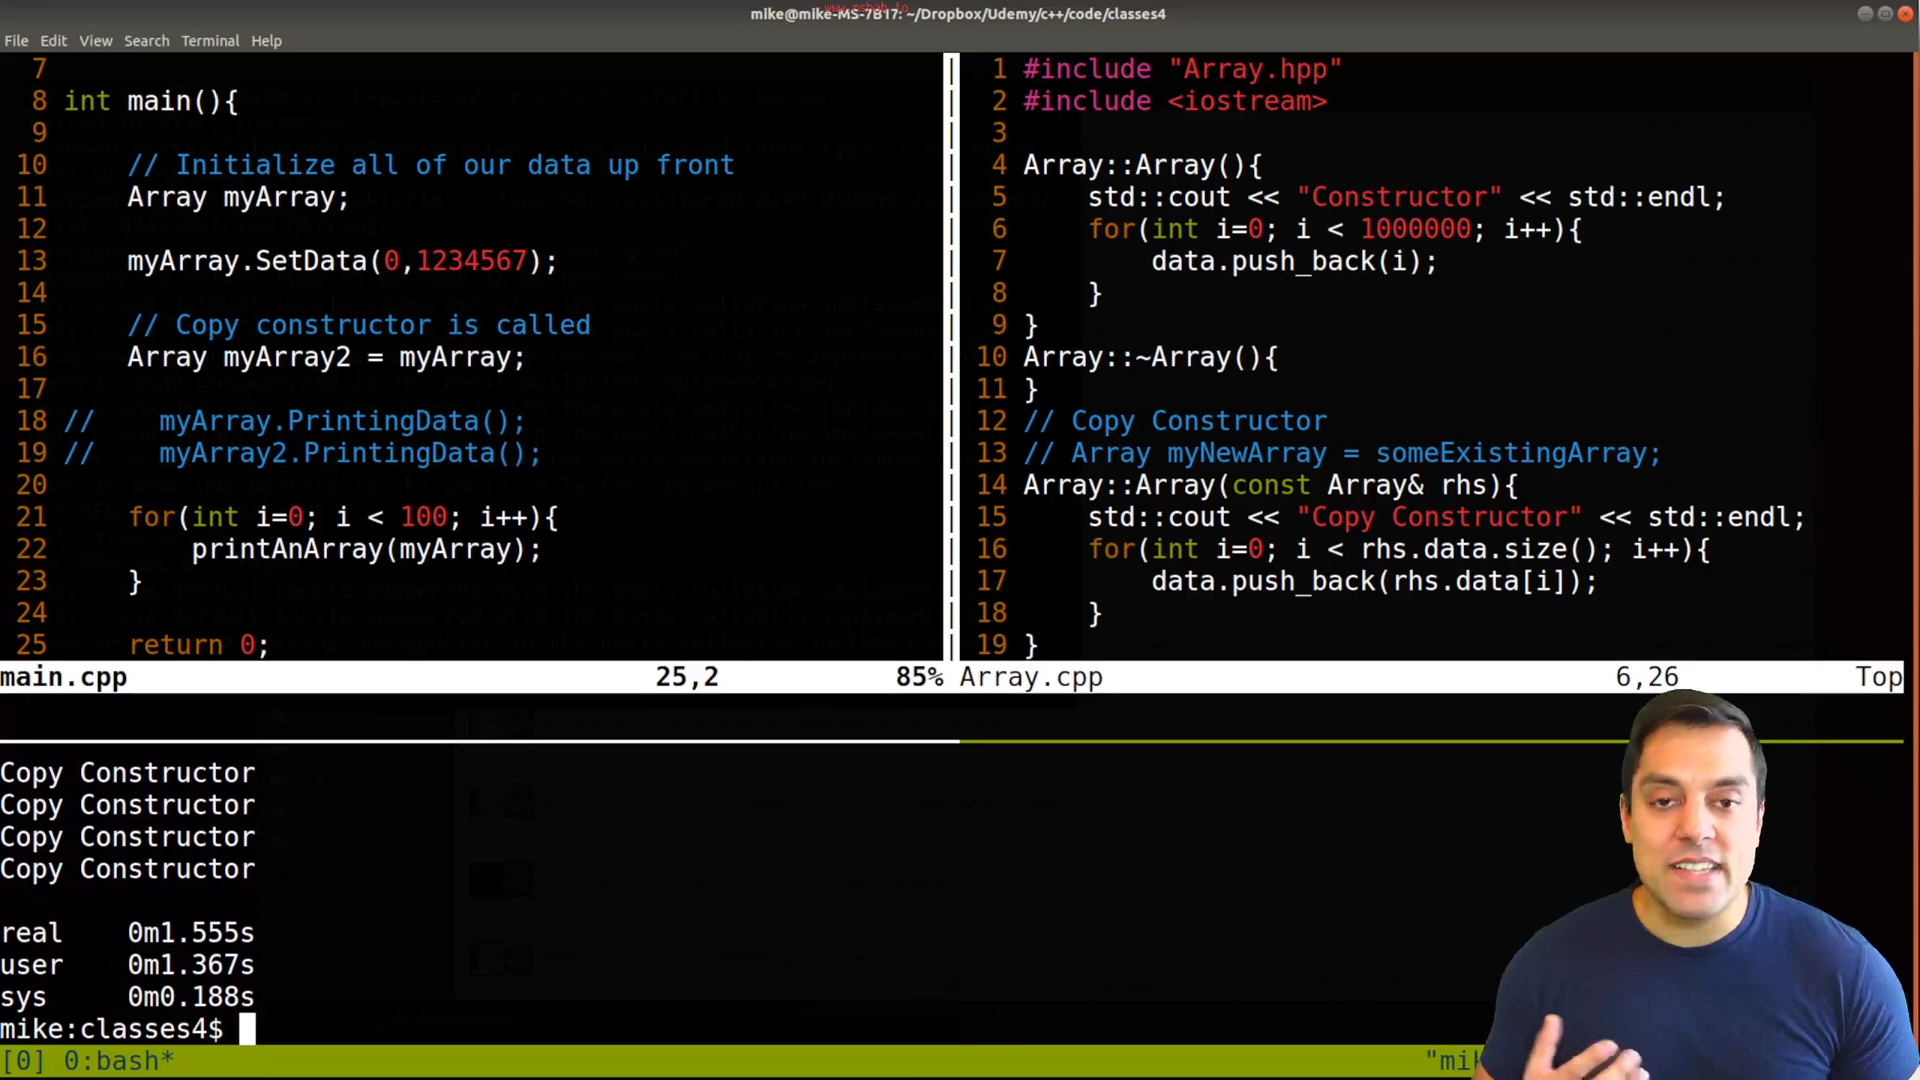 www.mshab.io
mike@mike-MS-7B17: ~/Dropbox/Udemy/c++/code/classes4
File Edit View Search Terminal Help
7
8 int main(){
9
10     // Initialize all of our data up front
11     Array myArray;
12
13     myArray.SetData(0,1234567);
14
15     // Copy constructor is called
16     Array myArray2 = myArray;
17
18 //    myArray.PrintingData();
19 //    myArray2.PrintingData();
20
21     for(int i=0; i < 100; i++){
22         printAnArray(myArray);
23     }
24
25     return 0;
main.cpp 25,2 85%
1 #include "Array.hpp"
2 #include <iostream>
3
4 Array::Array(){
5     std::cout << "Constructor" << std::endl;
6     for(int i=0; i < 1000000; i++){
7         data.push_back(i);
8     }
9 }
10 Array::~Array(){
11 }
12 // Copy Constructor
13 // Array myNewArray = someExistingArray;
14 Array::Array(const Array& rhs){
15     std::cout << "Copy Constructor" << std::endl;
16     for(int i=0; i < rhs.data.size(); i++){
17         data.push_back(rhs.data[i]);
18     }
19 }
Array.cpp 6,26 Top
Copy Constructor
Copy Constructor
Copy Constructor
Copy Constructor
real 0m1.555s
user 0m1.367s
sys 0m0.188s
mike:classes4$
[0] 0:bash*